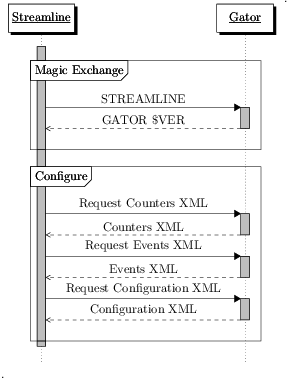 Streamline Gator
Magic Exchange
STREAMLINE
GATOR $VER
Configure
Request Counters XML
Counters XML
Request Events XML
Events XML
Request Configuration XML
Configuration XML